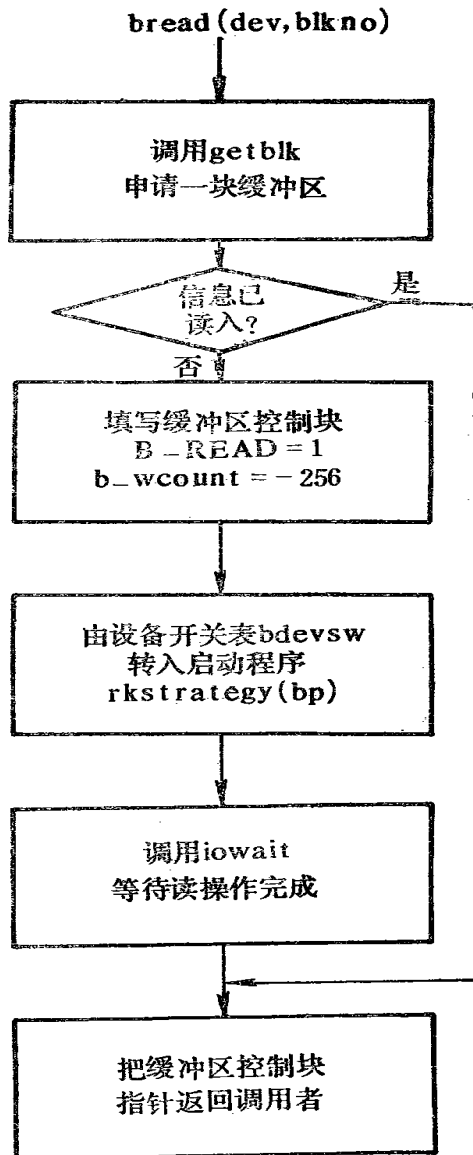 bread(dev,blkno)
调用getblk
申请一块缓冲区
信息已
读入?
是
否
填写缓冲区控制块
B_READ=1
b_wcount=-256
由设备开关表bdevsw
转入启动程序
rkstrategy(bp)
调用iowait
等待读操作完成
把缓冲区控制块
指针返回调用者